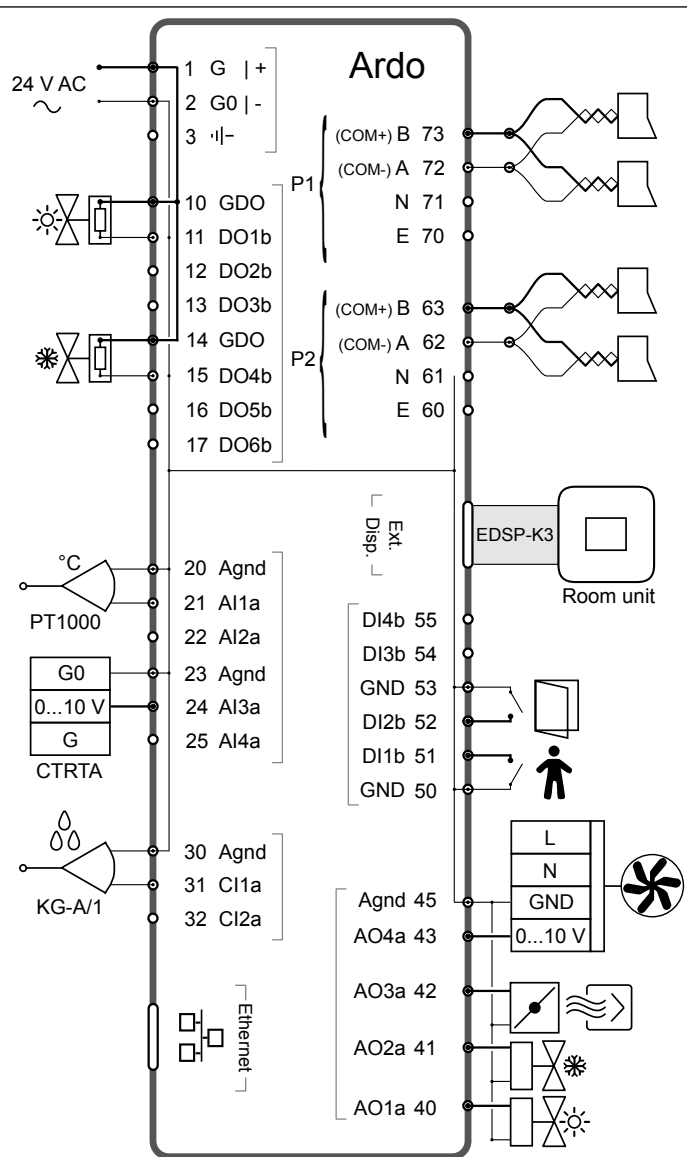 Ardo
24 V AC
1 G | +
2 G0 | -
3
10 GDO
11 DO1b
12 DO2b
13 DO3b
14 GDO
15 DO4b
16 DO5b
17 DO6b
°C
PT1000
20 Agnd
21 AI1a
22 AI2a
23 Agnd
24 AI3a
25 AI4a
G0
0...10 V
G
CTRTA
KG-A/1
30 Agnd
31 CI1a
32 CI2a
Ethernet
P1
(COM+) B 73
(COM-) A 72
N 71
E 70
P2
(COM+) B 63
(COM-) A 62
N 61
E 60
Ext.
Disp.
EDSP-K3
Room unit
DI4b 55
DI3b 54
GND 53
DI2b 52
DI1b 51
GND 50
Agnd 45
AO4a 43
AO3a 42
AO2a 41
AO1a 40
L
N
GND
0...10 V